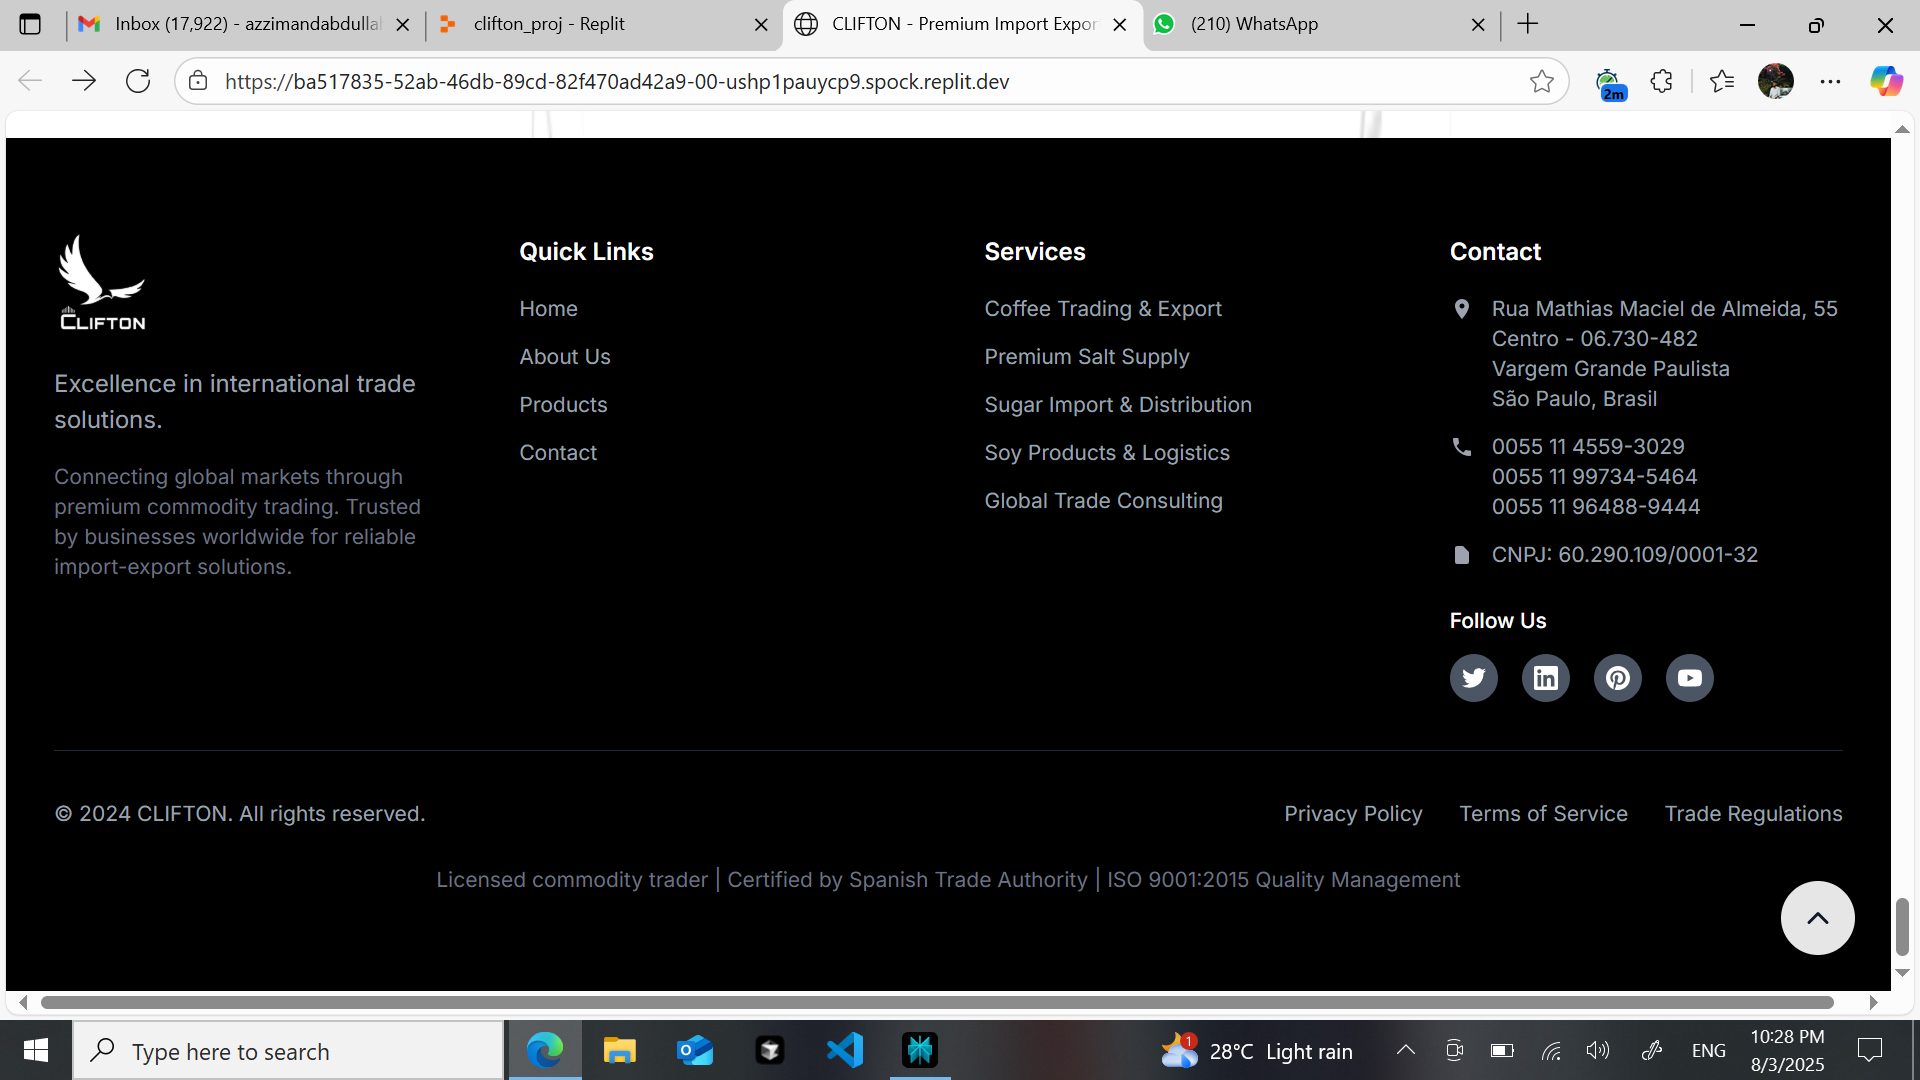 Inbox (17,922) - azzimandabdulla
clifton_proj - Replit
CLIFTON - Premium Import Expor
(210) WhatsApp
https://ba517835-52ab-46db-89cd-82f470ad42a9-00-ushp1pauycp9.spock.replit.dev
2m
CLIFTON
Excellence in international trade
solutions.
Connecting global markets through
premium commodity trading. Trusted
by businesses worldwide for reliable
import-export solutions.
Quick Links
Home
About Us
Products
Contact
Services
Coffee Trading & Export
Premium Salt Supply
Sugar Import & Distribution
Soy Products & Logistics
Global Trade Consulting
Contact
Rua Mathias Maciel de Almeida, 55
Centro - 06.730-482
Vargem Grande Paulista
São Paulo, Brasil
0055 11 4559-3029
0055 11 99734-5464
0055 11 96488-9444
CNPJ: 60.290.109/0001-32
Follow Us
© 2024 CLIFTON. All rights reserved.
Privacy Policy
Terms of Service
Trade Regulations
Licensed commodity trader | Certified by Spanish Trade Authority | ISO 9001:2015 Quality Management
Type here to search
1
28°C Light rain
ENG
10:28 PM
8/3/2025